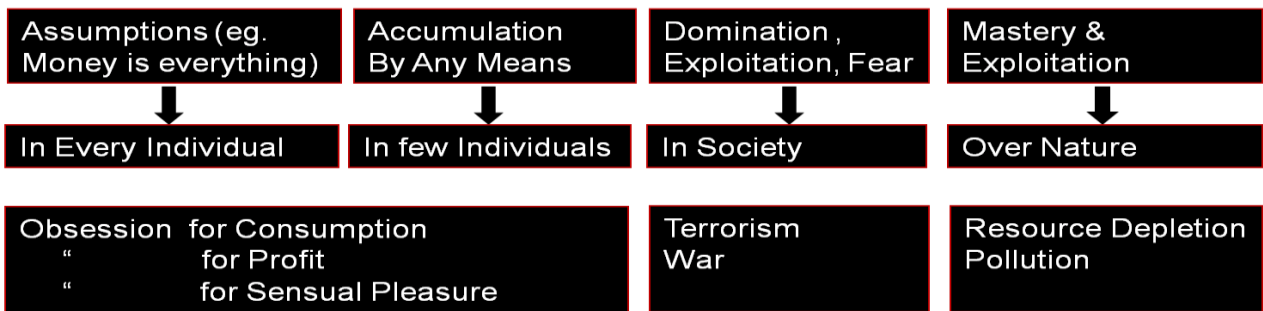 Assumptions (eg.
Money is everything)
Accumulation
By Any Means
Domination ,
Exploitation, Fear
Mastery &
Exploitation
In Every Individual
In few Individuals
In Society
Over Nature
Obsession for Consumption
“ for Profit
“ for Sensual Pleasure
Terrorism
War
Resource Depletion
Pollution